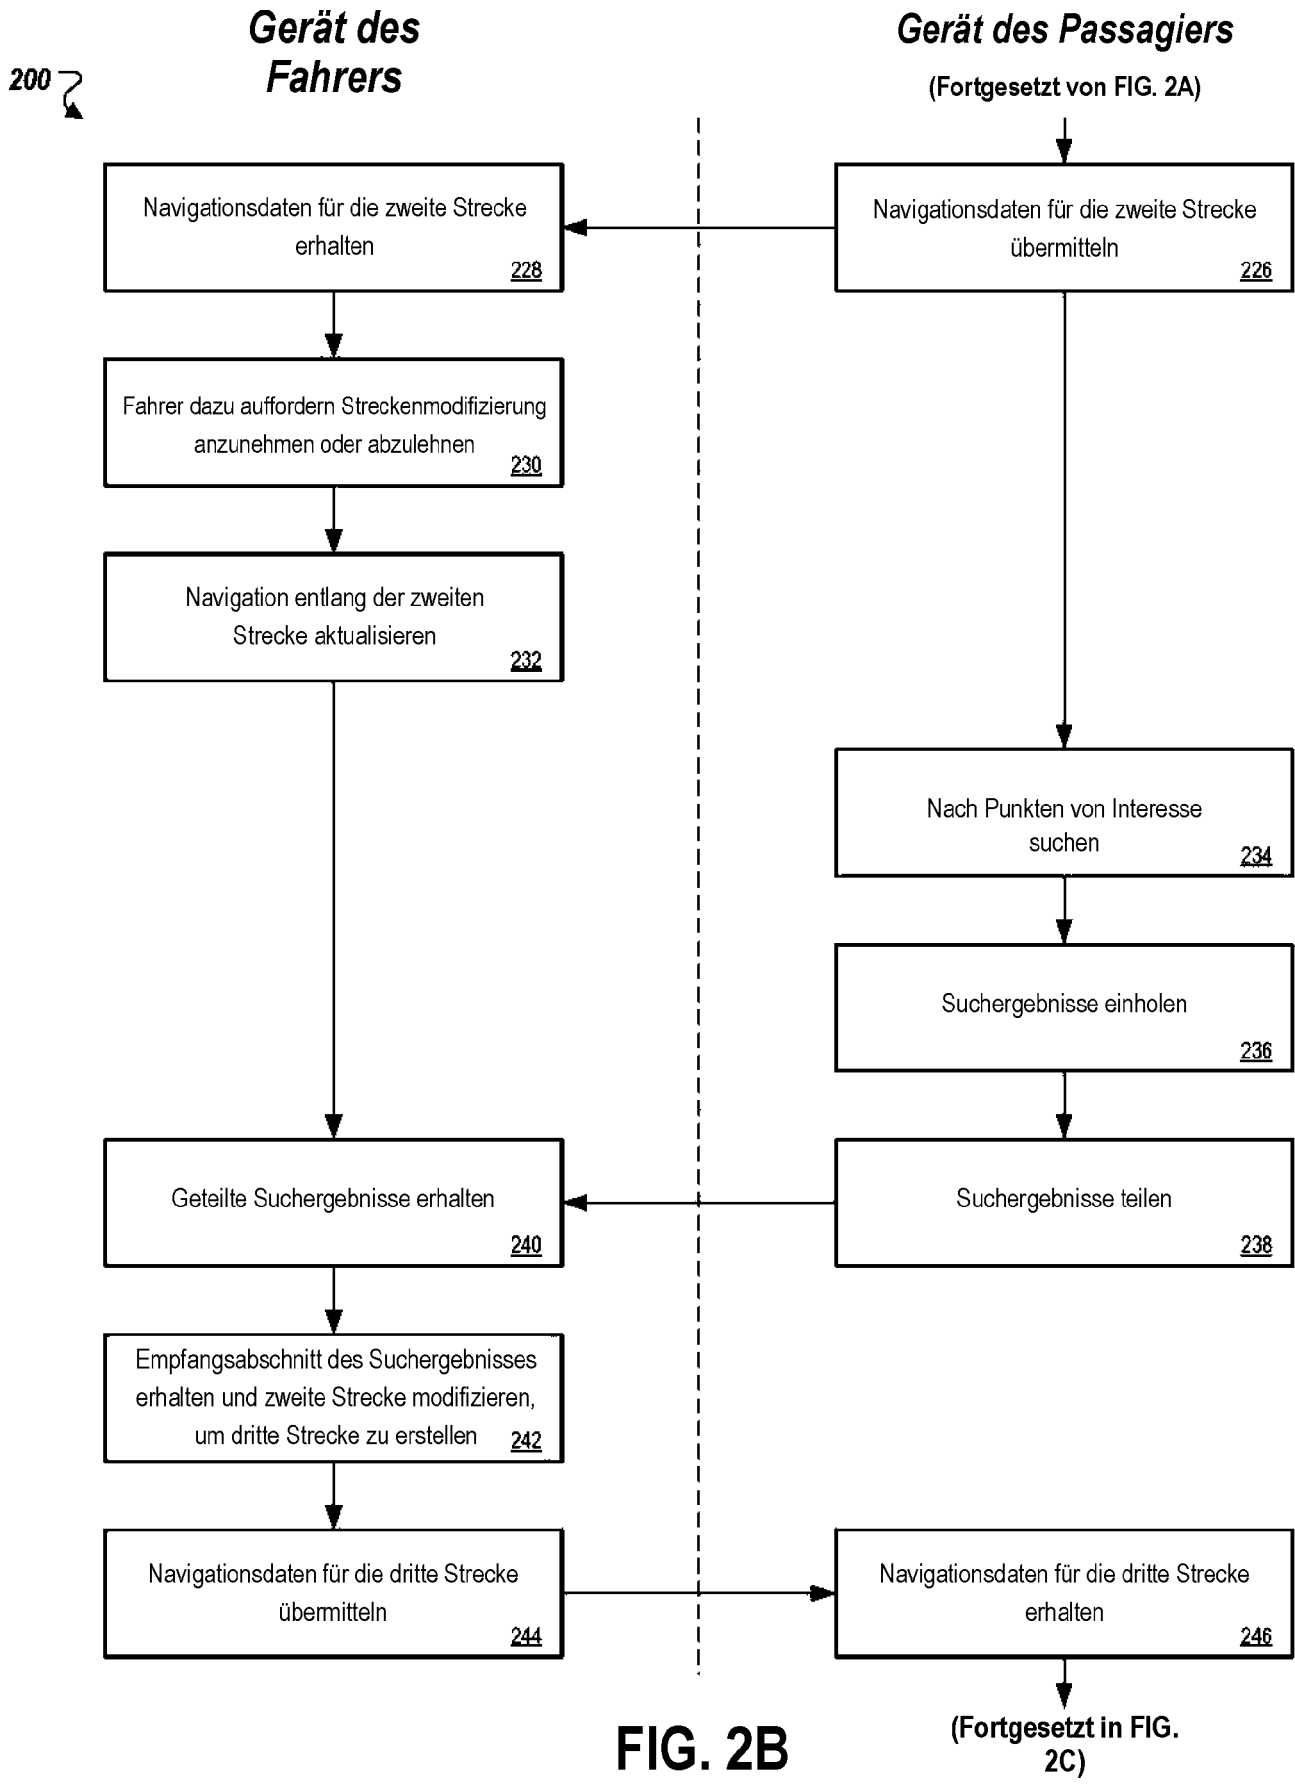 Gerät des
Fahrers
Gerät des Passagiers
200
(Fortgesetzt von FIG. 2A)
Navigationsdaten für die zweite Strecke
erhalten
228
Navigationsdaten für die zweite Strecke
übermitteln
226
Fahrer dazu auffordern Streckenmodifizierung
anzunehmen oder abzulehnen
230
Navigation entlang der zweiten
Strecke aktualisieren
232
Nach Punkten von Interesse
suchen
234
Suchergebnisse einholen
236
Geteilte Suchergebnisse erhalten
240
Suchergebnisse teilen
238
Empfangsabschnitt des Suchergebnisses
erhalten und zweite Strecke modifizieren,
um dritte Strecke zu erstellen
242
Navigationsdaten für die dritte Strecke
übermitteln
244
Navigationsdaten für die dritte Strecke
erhalten
246
(Fortgesetzt in FIG.
2C)
FIG. 2B